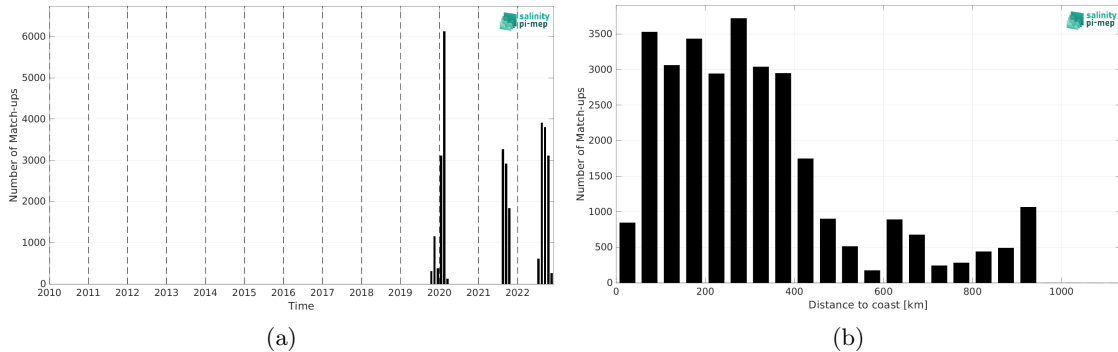 salinity
pi-mep
Number of Match-ups
6000
5000
4000
3000
2000
1000
0
2010 2011 2012 2013 2014 2015 2016 2017 2018 2019 2020 2021 2022
Time
(a)
salinity
pi-mep
Number of Match-ups
3500
3000
2500
2000
1500
1000
500
0
0 200 400 600 800 1000
Distance to coast [km]
(b)